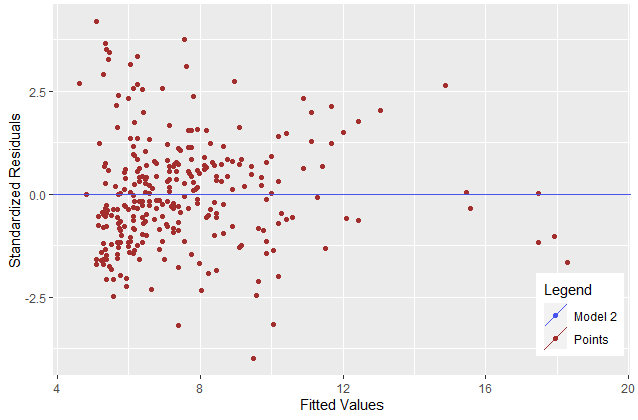 Standardized Residuals
2.5
0.0
-2.5
4
8
12
16
20
Fitted Values
Legend
Model 2
Points